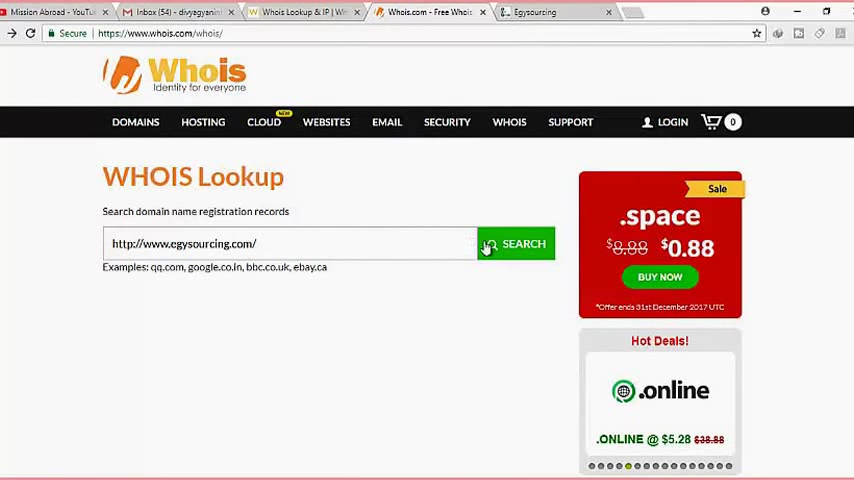 Mission Abroad - YouTu
Inbox (54) - divyagyanin
Whois Lookup & IP | Wh
Whois.com - Free Whois
Egysourcing
Secure
https://www.whois.com/whois/
Whois
Identity for everyone
DOMAINS
HOSTING
CLOUD
NEW
WEBSITES
EMAIL
SECURITY
WHOIS
SUPPORT
LOGIN
0
WHOIS Lookup
Search domain name registration records
http://www.egysourcing.com/
SEARCH
Examples: qq.com, google.co.in, bbc.co.uk, ebay.ca
Sale
.space
$8.88 $0.88
BUY NOW
*Offer ends 31st December 2017 UTC
Hot Deals!
.online
.ONLINE @ $5.28 $38.88